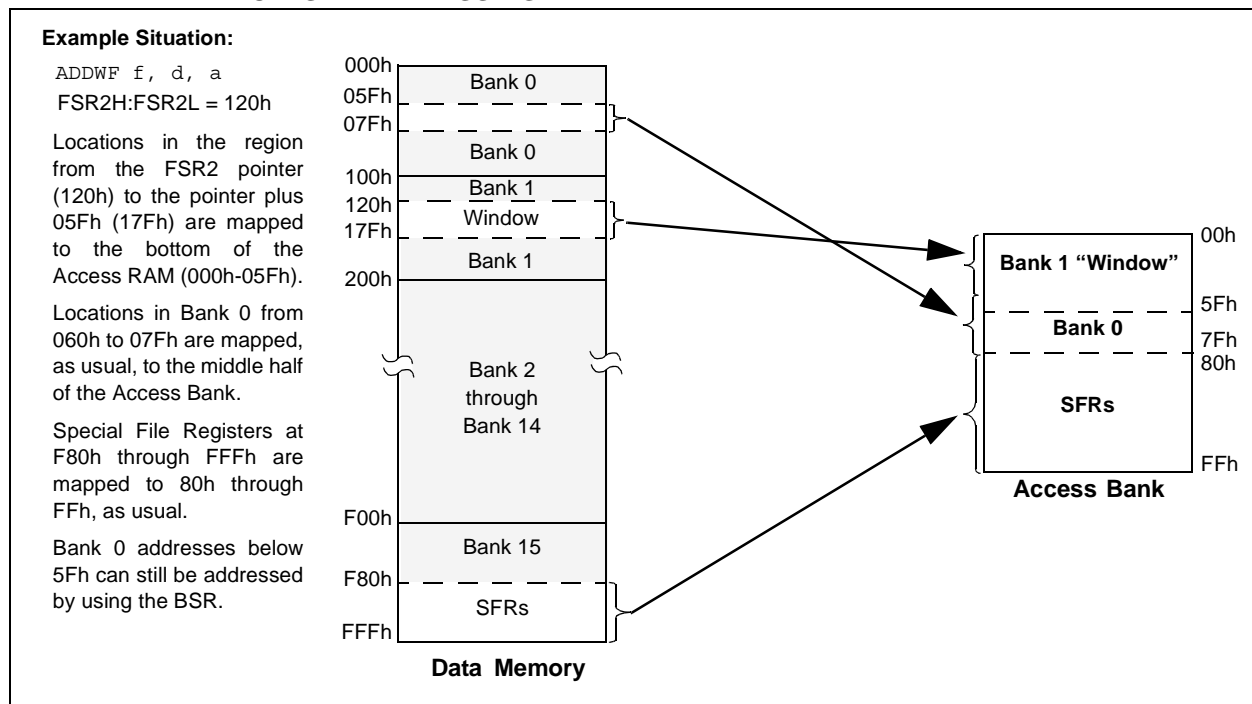 Example Situation:
ADDWF f, d, a
FSR2H:FSR2L = 120h
Locations in the region
from the FSR2 pointer
(120h) to the pointer plus
05Fh (17Fh) are mapped
to the bottom of the
Access RAM (000h-05Fh).
Locations in Bank 0 from
060h to 07Fh are mapped,
as usual, to the middle half
of the Access Bank.
Special File Registers at
F80h through FFFh are
mapped to 80h through
FFh, as usual.
Bank 0 addresses below
5Fh can still be addressed
by using the BSR.
000h
Bank 0
05Fh
07Fh
Bank 0
100h
Bank 1
120h
Window
17Fh
Bank 1
200h
Bank 2
through
Bank 14
F00h
Bank 15
F80h
SFRs
FFFh
Data Memory
00h
Bank 1 “Window”
5Fh
Bank 0
7Fh
80h
SFRs
FFh
Access Bank